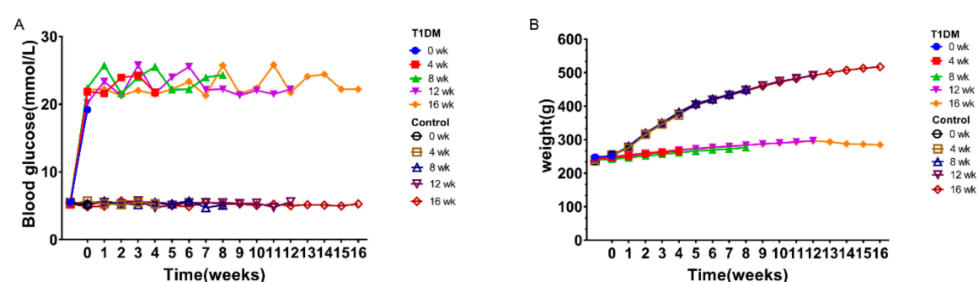 A
Blood glucose(mmol/L)
30
20
10
0
0 1 2 3 4 5 6 7 8 9 10 11 12 13 14 15 16
Time(weeks)
T1DM
0 wk
4 wk
8 wk
12 wk
16 wk
Control
0 wk
4 wk
8 wk
12 wk
16 wk
B
weight(g)
600
500
400
300
200
100
0
0 1 2 3 4 5 6 7 8 9 10 11 12 13 14 15 16
Time(weeks)
T1DM
0 wk
4 wk
8 wk
12 wk
16 wk
Control
0 wk
4 wk
8 wk
12 wk
16 wk